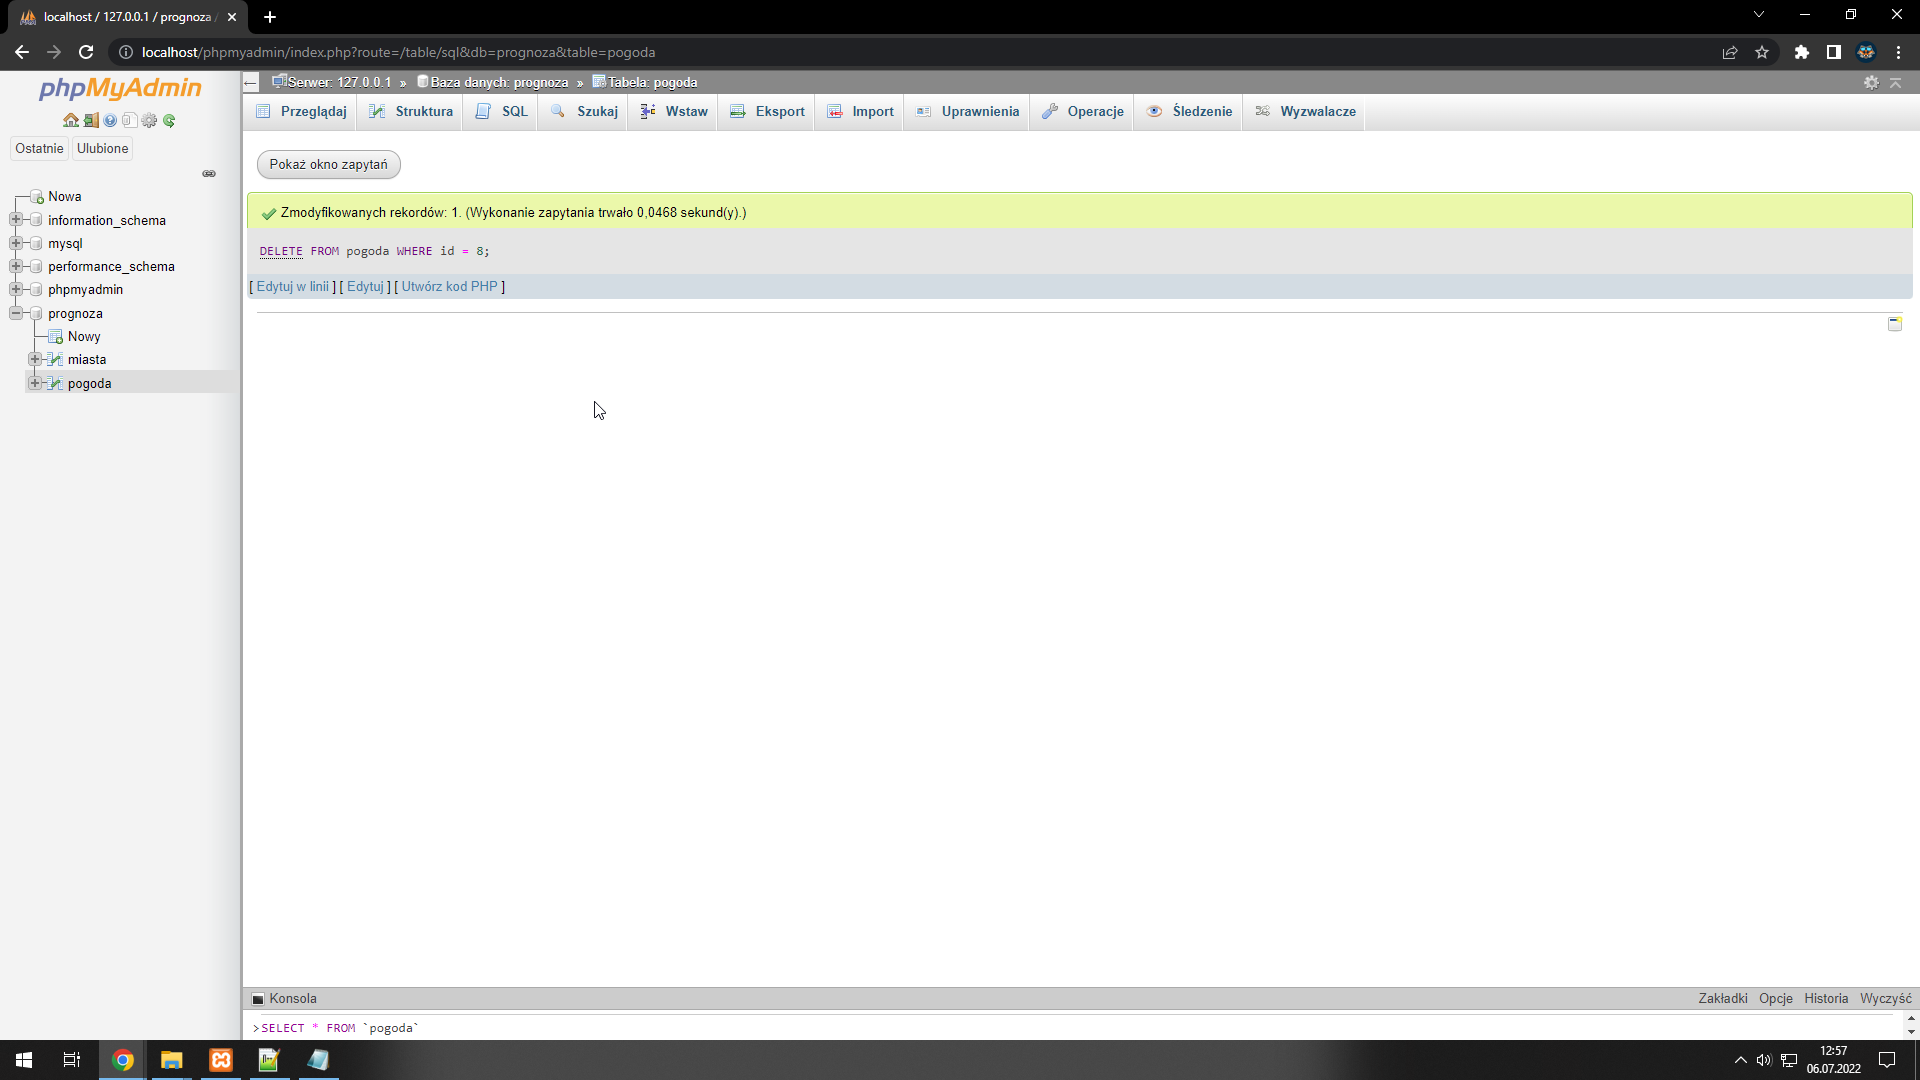 localhost / 127.0.0.1 / prognoza /
localhost/phpmyadmin/index.php?route=/table/sql&db=prognoza&table=pogoda
phpMyAdmin
Ostatnie Ulubione
Nowa
information_schema
mysql
performance_schema
phpmyadmin
prognoza
Nowy
miasta
pogoda
Serwer: 127.0.0.1 » Baza danych: prognoza » Tabela: pogoda
Przeglądaj Struktura SQL Szukaj Wstaw Eksport Import Uprawnienia Operacje Śledzenie Wyzwalacze
Pokaż okno zapytań
Zmodyfikowanych rekordów: 1. (Wykonanie zapytania trwało 0,0468 sekund(y).)
DELETE FROM pogoda WHERE id = 8;
[ Edytuj w linii ] [ Edytuj ] [ Utwórz kod PHP ]
Konsola Zakładki Opcje Historia Wyczyść
>SELECT * FROM `pogoda`
12:57
06.07.2022